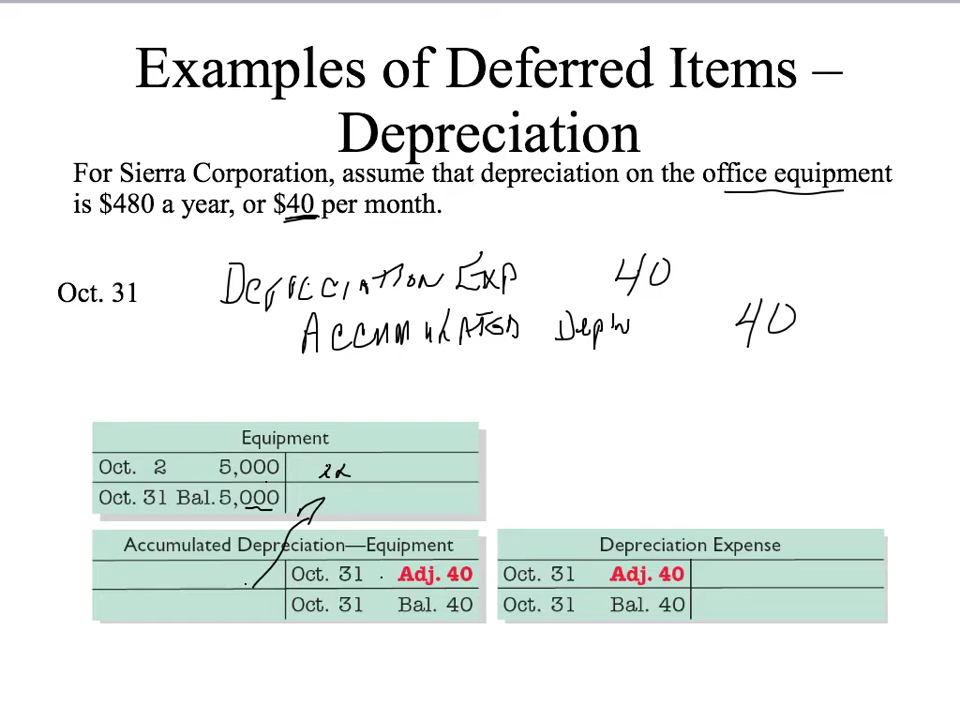 Examples of Deferred Items –
Depreciation
For Sierra Corporation, assume that depreciation on the office equipment
is $480 a year, or $40 per month.
Oct. 31
DEPRECIATION EXP 40
ACCUMULATED Depn 40
Equipment
Oct. 2 5,000
Oct. 31 Bal. 5,000
Accumulated Depreciation—Equipment
Oct. 31 Adj. 40
Oct. 31 Bal. 40
Depreciation Expense
Oct. 31 Adj. 40
Oct. 31 Bal. 40